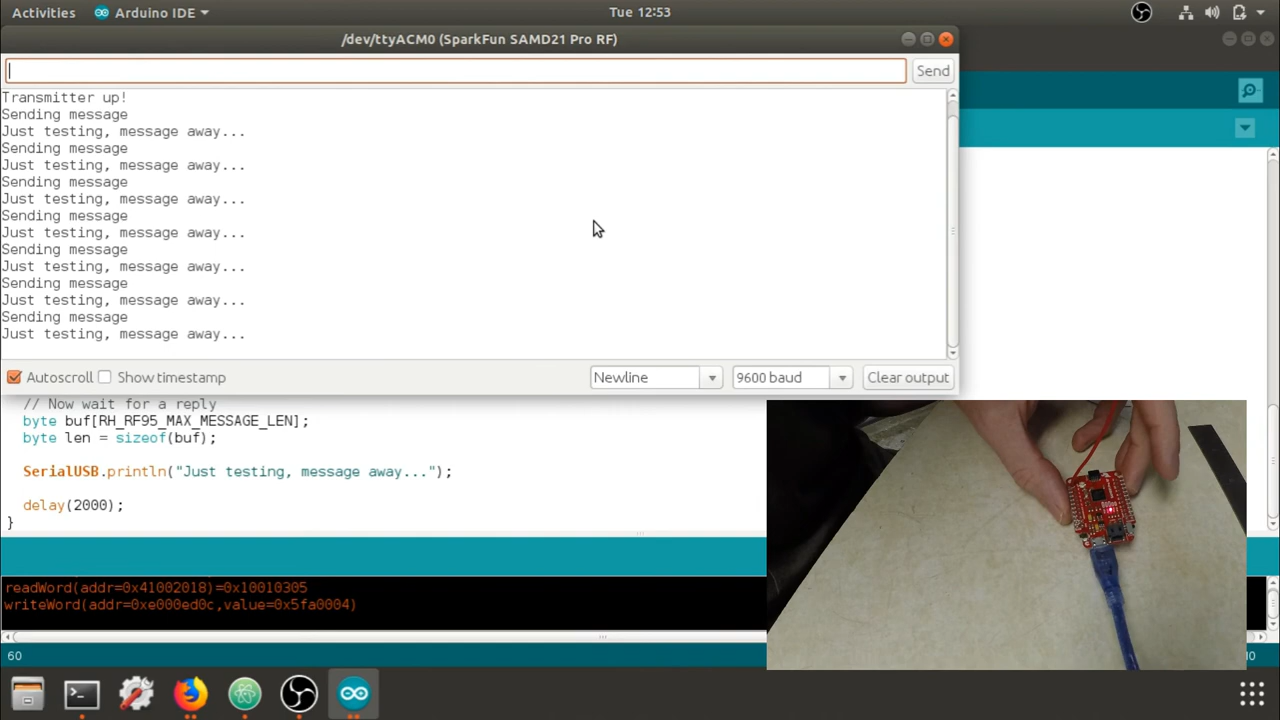 Activities
Arduino IDE
Tue 12:53
/dev/ttyACM0 (SparkFun SAMD21 Pro RF)
Send
Transmitter up!
Sending message
Just testing, message away...
Sending message
Just testing, message away...
Sending message
Just testing, message away...
Sending message
Just testing, message away...
Sending message
Just testing, message away...
Sending message
Just testing, message away...
Sending message
Just testing, message away...
Autoscroll
Show timestamp
Newline
9600 baud
Clear output
// Now wait for a reply
byte buf[RH_RF95_MAX_MESSAGE_LEN];
byte len = sizeof(buf);
SerialUSB.println("Just testing, message away...");
delay(2000);
}
readWord(addr=0x41002018)=0x10010305
writeWord(addr=0xe000ed0c,value=0x5fa0004)
60